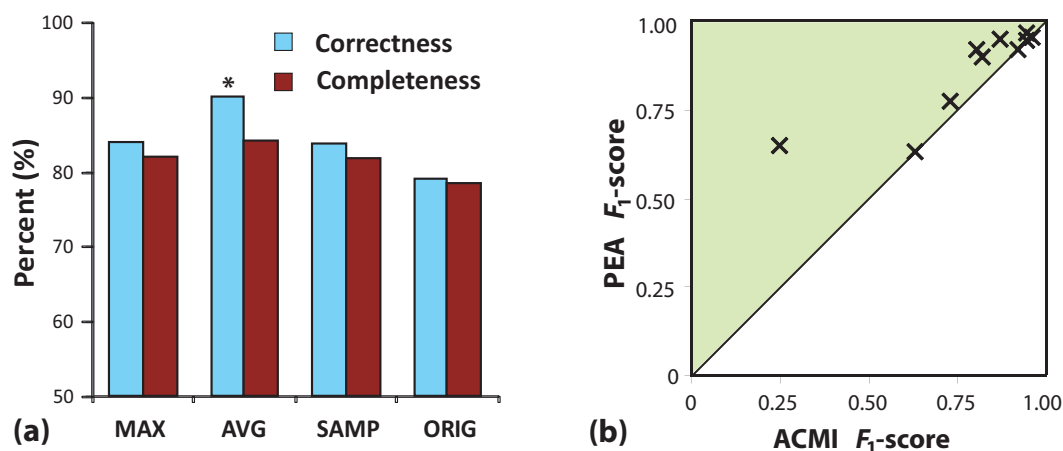 100
90
80
70
60
50
Percent (%)
Correctness
Completeness
*
MAX AVG SAMP ORIG
(a)
1.00
0.75
0.50
0.25
0
PEA F1-score
0 0.25 0.50 0.75 1.00
ACMI F1-score
(b)